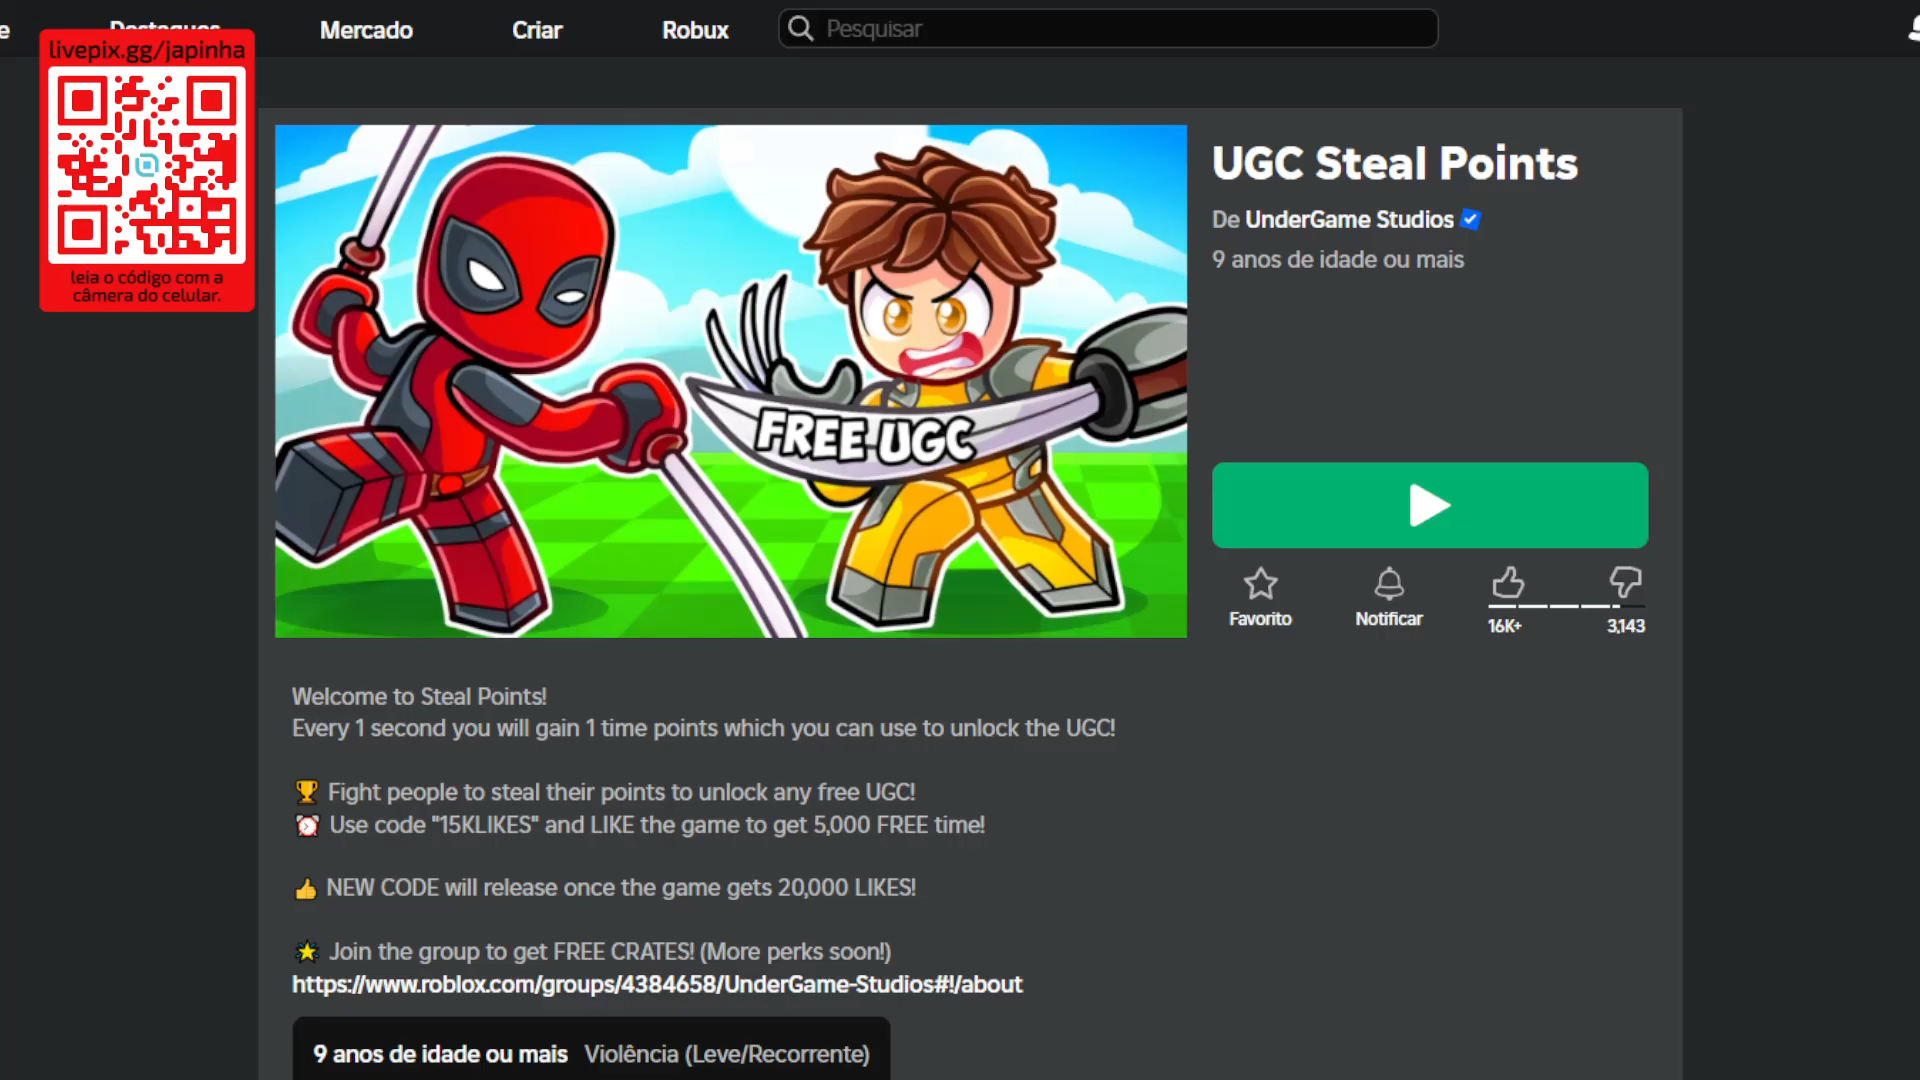 Mercado
Criar
Robux
Pesquisar
livepix.gg/japinha
leia o código com a
câmera do celular.
FREE UGC
UGC Steal Points
De UnderGame Studios
9 anos de idade ou mais
Favorito
Notificar
16K+
3,143
Welcome to Steal Points!
Every 1 second you will gain 1 time points which you can use to unlock the UGC!
🏆 Fight people to steal their points to unlock any free UGC!
⏰ Use code "15KLIKES" and LIKE the game to get 5,000 FREE time!
👍 NEW CODE will release once the game gets 20,000 LIKES!
🌟 Join the group to get FREE CRATES! (More perks soon!)
https://www.roblox.com/groups/4384658/UnderGame-Studios#!/about
9 anos de idade ou mais Violência (Leve/Recorrente)